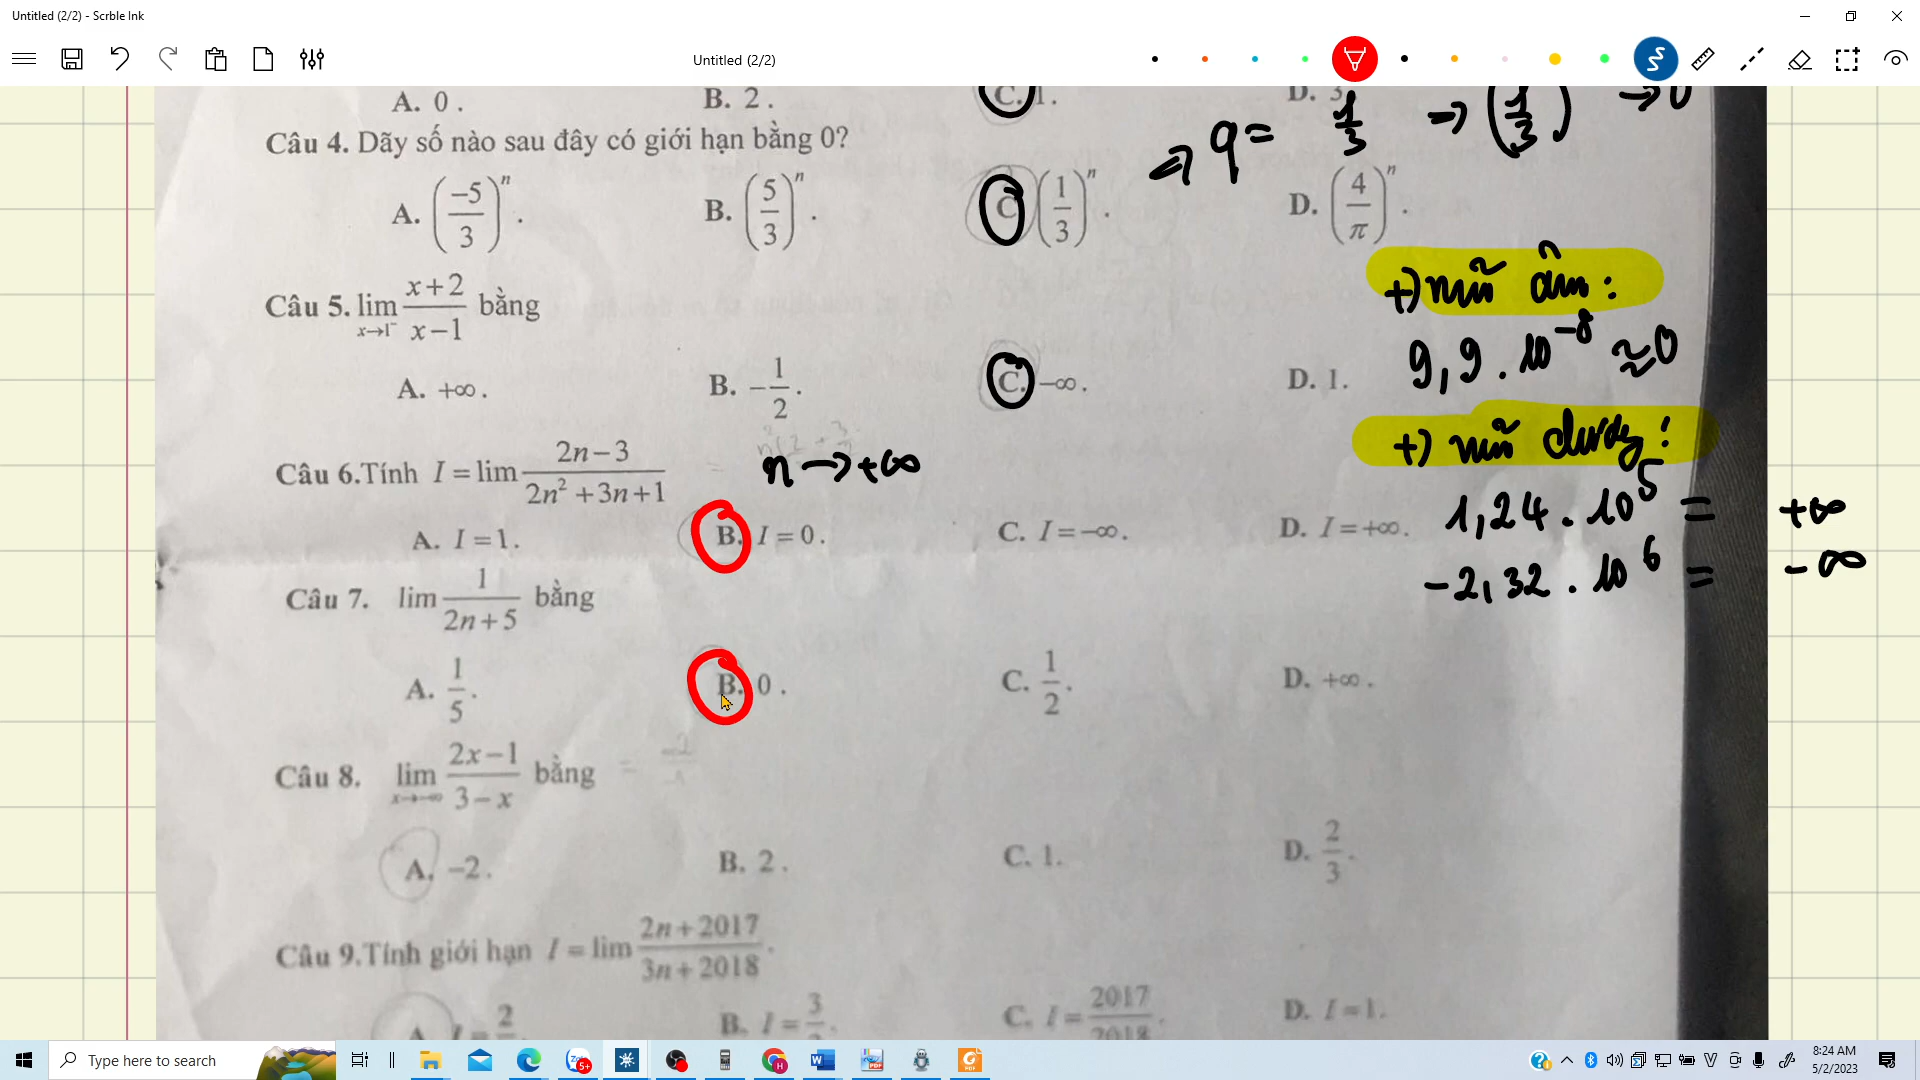 Untitled (2/2) - Scrble Ink
Untitled (2/2)
A. 0 . B. 2 . C. 1. D. 3
⇒ q = 1/3 → (1/3) → 0
Câu 4. Dãy số nào sau đây có giới hạn bằng 0?
A. (-5/3)^n . B. (5/3)^n . C (1/3)^n . D. (4/π)^n .
+) mũ âm :
Câu 5. lim x→1⁻ (x+2)/(x−1) bằng
9,9 . 10^-8 ≈ 0
A. +∞ . B. −1/2 . C. −∞ . D. 1.
+) mũ dương :
Câu 6.Tính I = lim (2n−3)/(2n²+3n+1) n → +∞
1,24 . 10^5 = +∞
A. I = 1. B. I = 0 . C. I = −∞ . D. I = +∞ .
-2,32 . 10^6 = - ∞
Câu 7. lim 1/(2n+5) bằng
A. 1/5 . B. 0 . C. 1/2 . D. +∞ .
Câu 8. lim x→−∞ (2x−1)/(3−x) bằng
A. −2 . B. 2 . C. 1. D. 2/3 .
Câu 9.Tính giới hạn I = lim (2n+2017)/(3n+2018) .
A. I = 2 B. I = 3 C. I = 2017/2018 . D. I = 1.
Type here to search
5+
8:24 AM
5/2/2023